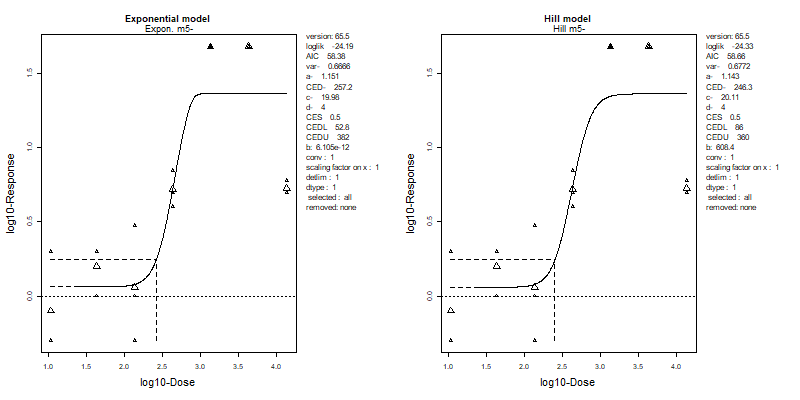 Exponential model
Expon. m5-
version: 65.5
loglik -24.19
AIC 58.38
var- 0.6666
a- 1.151
CED- 257.2
c- 19.98
d- 4
CES 0.5
CEDL 52.8
CEDU 382
b: 6.105e-12
conv : 1
scaling factor on x : 1
detlim : 1
dtype : 1
selected : all
removed: none
log10-Response
0.0
0.5
1.0
1.5
1.0
1.5
2.0
2.5
3.0
3.5
4.0
log10-Dose
Hill model
Hill m5-
version: 65.5
loglik -24.33
AIC 58.66
var- 0.6772
a- 1.143
CED- 246.3
c- 20.11
d- 4
CES 0.5
CEDL 86
CEDU 360
b: 608.4
conv : 1
scaling factor on x : 1
detlim : 1
dtype : 1
selected : all
removed: none
log10-Response
0.0
0.5
1.0
1.5
1.0
1.5
2.0
2.5
3.0
3.5
4.0
log10-Dose